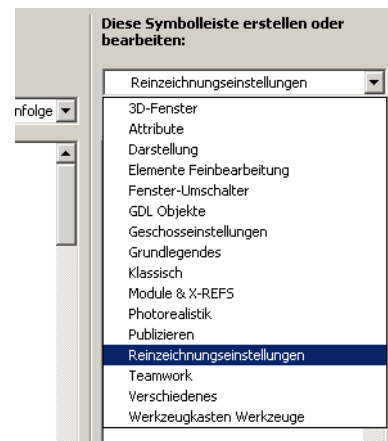 Diese Symbolleiste erstellen oder
bearbeiten:
Reinzeichnungseinstellungen
nfolge
3D-Fenster
Attribute
Darstellung
Elemente Feinbearbeitung
Fenster-Umschalter
GDL Objekte
Geschosseinstellungen
Grundlegendes
Klassisch
Module & X-REFS
Photorealistik
Publizieren
Reinzeichnungseinstellungen
Teamwork
Verschiedenes
Werkzeugkasten Werkzeuge